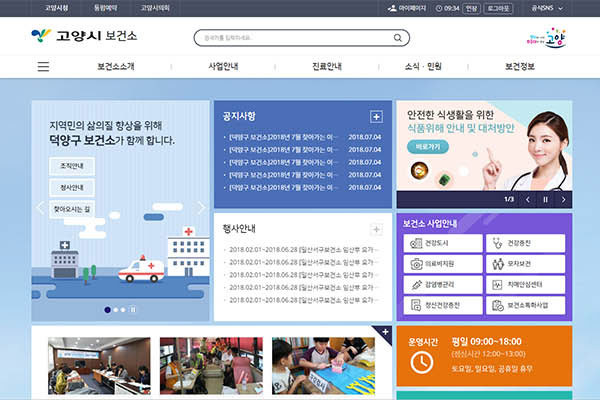 고양시청
통합예약
고양시의회
마이페이지
09:34
연장
로그아웃
공식SNS
고양시 보건소
검색어를 입력하세요.
고양
보건소소개
사업안내
진료안내
소식 · 민원
보건정보
지역민의 삶의질 향상을 위해
덕양구 보건소가 함께 합니다.
조직안내
청사안내
찾아오시는 길
공지사항
[덕양구 보건소]2018년 7월 찾아가는 이··· 2018.07.04
[덕양구 보건소]2018년 7월 찾아가는 이··· 2018.07.04
[덕양구 보건소]2018년 7월 찾아가는 이··· 2018.07.04
[덕양구 보건소]2018년 7월 찾아가는 이··· 2018.07.04
[덕양구 보건소]2018년 7월 찾아가는 이··· 2018.07.04
안전한 식생활을 위한
식품위해 안내 및 대처방안
바로가기
1/3
행사안내
2018.02.01~2018.06.28 [일산서구보건소 임산부 요가···
2018.02.01~2018.06.28 [일산서구보건소 임산부 요가···
2018.02.01~2018.06.28 [일산서구보건소 임산부 요가···
2018.02.01~2018.06.28 [일산서구보건소 임산부 요가···
2018.02.01~2018.06.28 [일산서구보건소 임산부 요가···
보건소 사업안내
건강도시
건강증진
의료비지원
모자보건
감염병관리
치매안심센터
정신건강증진
보건소특화사업
운영시간
평일 09:00~18:00
(점심시간 12:00~13:00)
토요일, 일요일, 공휴일 휴무